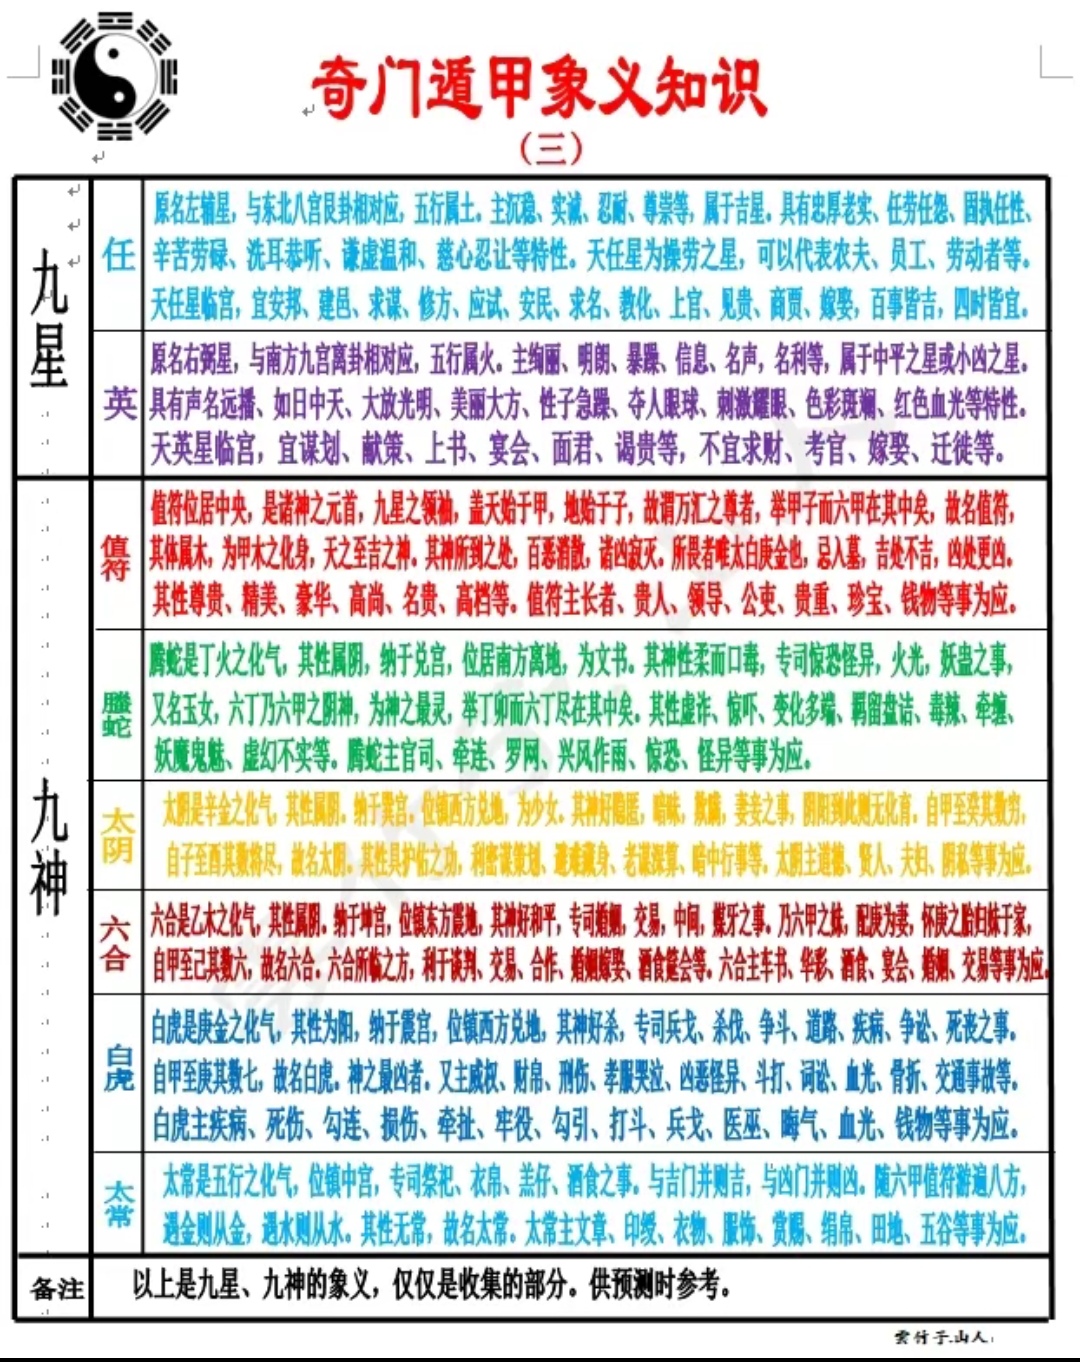 奇门遁甲象义知识
（三）
九星
任
原名左辅星，与东北八宫艮卦相对应，五行属土。主沉稳、实诚、忍耐、尊崇等，属于吉星。具有忠厚老实、任劳任怨、固执任性、
辛苦劳碌、洗耳恭听、谦虚温和、慈心忍让等特性。天任星为操劳之星，可以代表农夫、员工、劳动者等。
天任星临宫，宜安邦、建邑、求谋、修方、应试、安民、求名、教化、上官、见贵、商贾、嫁娶，百事皆吉，四时皆宜。
英
原名右弼星，与南方九宫离卦相对应，五行属火。主绚丽、明朗、暴躁、信息、名声，名利等，属于中平之星或小凶之星。
具有声名远播、如日中天、大放光明、美丽大方、性子急躁、夺人眼球、刺激耀眼、色彩斑斓、红色血光等特性。
天英星临宫，宜谋划、献策、上书、宴会、面君、谒贵等，不宜求财、考官、嫁娶、迁徙等。
九神
值符
值符位居中央，是诸神之元首，九星之领袖，盖天始于甲，地始于子，故谓万汇之尊者，举甲子而六甲在其中矣，故名值符，
其体属木，为甲木之化身，天之至吉之神。其神所到之处，百恶消散，诸凶寂灭。所畏者唯太白庚金也，忌入墓，吉处不吉，凶处更凶。
其性尊贵、精美、豪华、高尚、名贵、高档等。值符主长者、贵人、领导、公吏、贵重、珍宝、钱物等事为应。
螣蛇
腾蛇是丁火之化气，其性属阴，纳于兑宫，位居南方离地，为文书。其神性柔而口毒，专司惊恐怪异，火光，妖蛊之事，
又名玉女，六丁乃六甲之阴神，为神之最灵，举丁卯而六丁尽在其中矣。其性虚诈、惊吓、变化多端、羁留盘诘、毒辣、牵缠，
妖魔鬼魅、虚幻不实等。腾蛇主官司、牵连、罗网、兴风作雨、惊恐、怪异等事为应。
太阴
太阴是辛金之化气，其性属阴。纳于巽宫。位镇西方兑地，为少女。其神好隐匿，暗昧，欺瞒，妻妾之事，阴阳到此则无化育。自甲至癸其数穷，
自子至酉其数将尽，故名太阴。其性具护佑之功，利密谋策划、避难藏身、老谋深算、暗中行事等。太阴主道德、贤人、夫妇、阴私等事为应。
六合
六合是乙木之化气，其性属阴。纳于坤宫，位镇东方震地，其神好和平，专司婚姻，交易，中间，媒牙之事。乃六甲之妹，配庚为妻，怀庚之胎归妹于家，
自甲至己其数六，故名六合。六合所临之方，利于谈判、交易、合作、婚姻嫁娶、酒食筵会等。六合主车书、华彩、酒食、宴会、婚姻、交易等事为应。
白虎
白虎是庚金之化气，其性为阳，纳于震宫，位镇西方兑地，其神好杀，专司兵戈、杀伐、争斗、道路、疾病、争讼、死丧之事。
自甲至庚其数七，故名白虎。神之最凶者。又主威权、财帛、刑伤、孝服哭泣、凶恶怪异、斗打、词讼、血光、骨折、交通事故等。
白虎主疾病、死伤、勾连、损伤、牵扯、牢役、勾引、打斗、兵戈、医巫、晦气、血光、钱物等事为应。
太常
太常是五行之化气，位镇中宫，专司祭祀、衣帛、羔仔、酒食之事。与吉门并则吉，与凶门并则凶。随六甲值符游遍八方，
遇金则从金，遇水则从水。其性无常，故名太常。太常主文章、印绶、衣物、服饰、赏赐、绢帛、田地、五谷等事为应。
备注
以上是九星、九神的象义，仅仅是收集的部分。供预测时参考。
云竹子山人